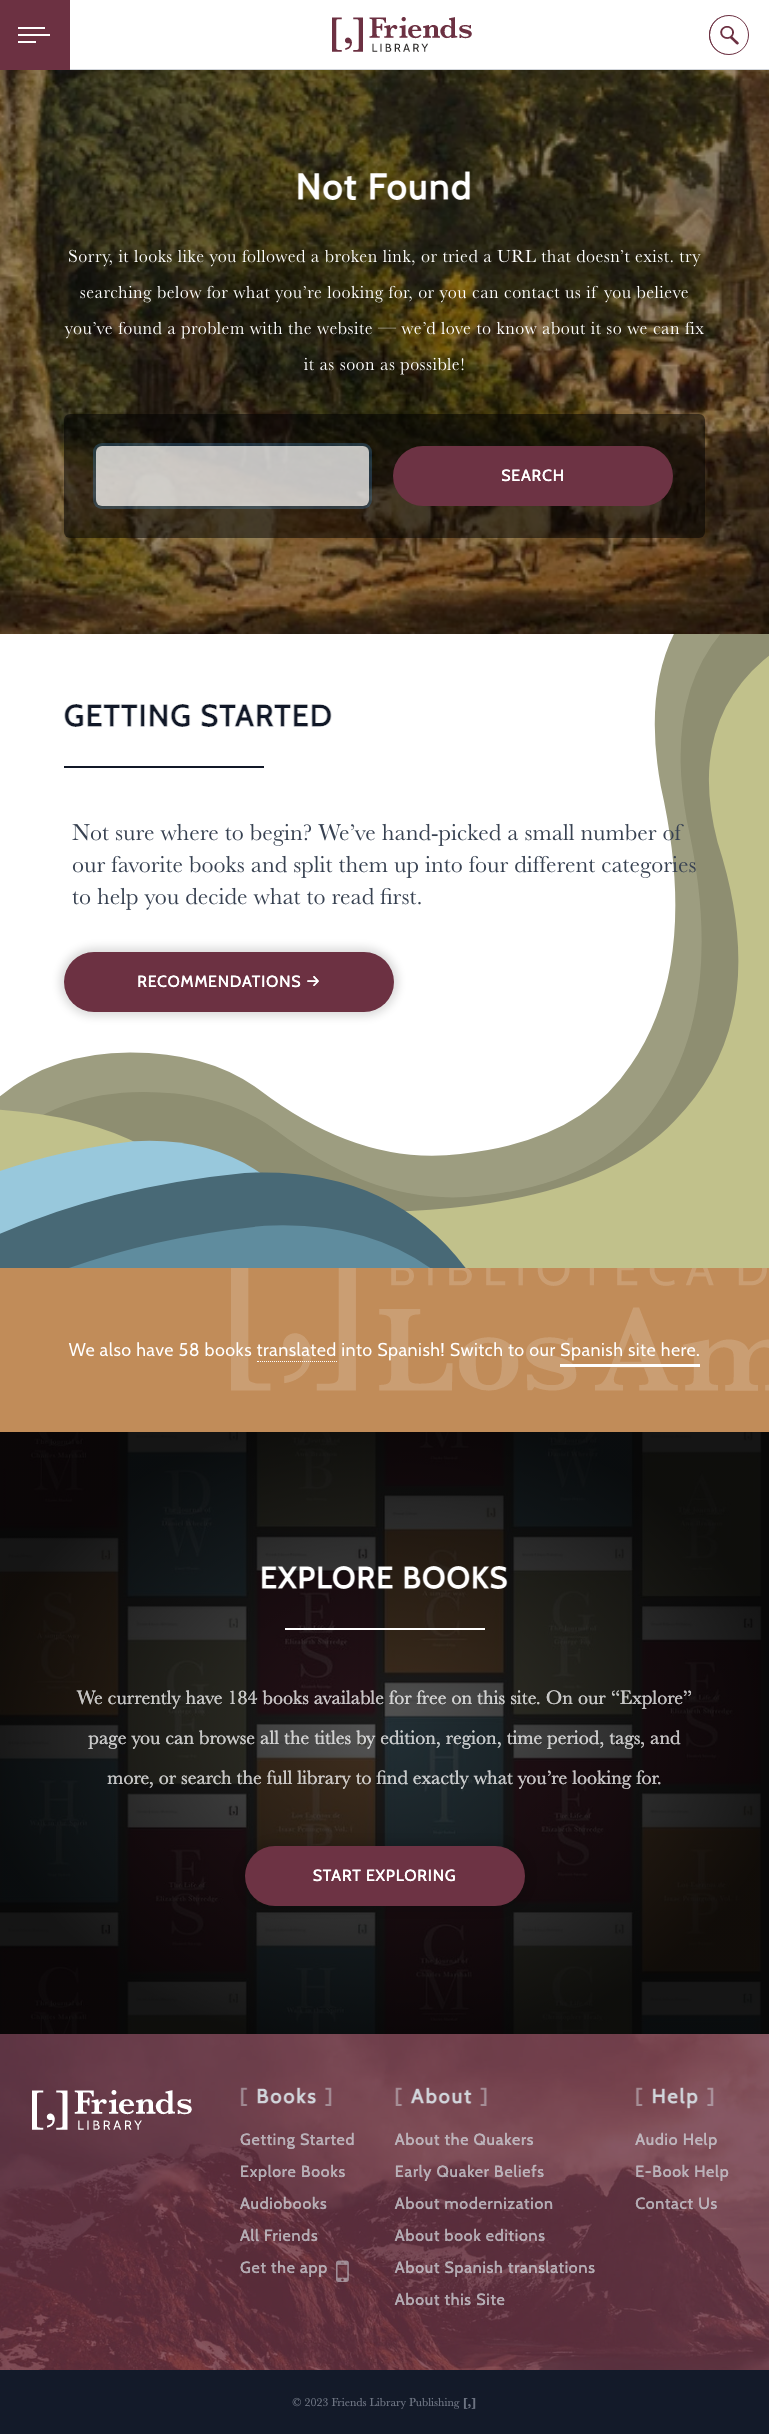 [,] Friends
LIBRARY
Not Found
Sorry, it looks like you followed a broken link, or tried a URL that doesn’t exist. try
searching below for what you’re looking for, or you can contact us if you believe
you’ve found a problem with the website — we’d love to know about it so we can fix
it as soon as possible!
SEARCH
GETTING STARTED
Not sure where to begin? We’ve hand-picked a small number of
our favorite books and split them up into four different categories
to help you decide what to read first.
RECOMMENDATIONS →
BIBLIOTECA D
[,] Los Am
We also have 58 books translated into Spanish! Switch to our Spanish site here.
EXPLORE BOOKS
We currently have 184 books available for free on this site. On our “Explore”
page you can browse all the titles by edition, region, time period, tags, and
more, or search the full library to find exactly what you’re looking for.
START EXPLORING
[,] Friends
LIBRARY
[ Books ]
Getting Started
Explore Books
Audiobooks
All Friends
Get the app
[ About ]
About the Quakers
Early Quaker Beliefs
About modernization
About book editions
About Spanish translations
About this Site
[ Help ]
Audio Help
E-Book Help
Contact Us
© 2023 Friends Library Publishing [,]